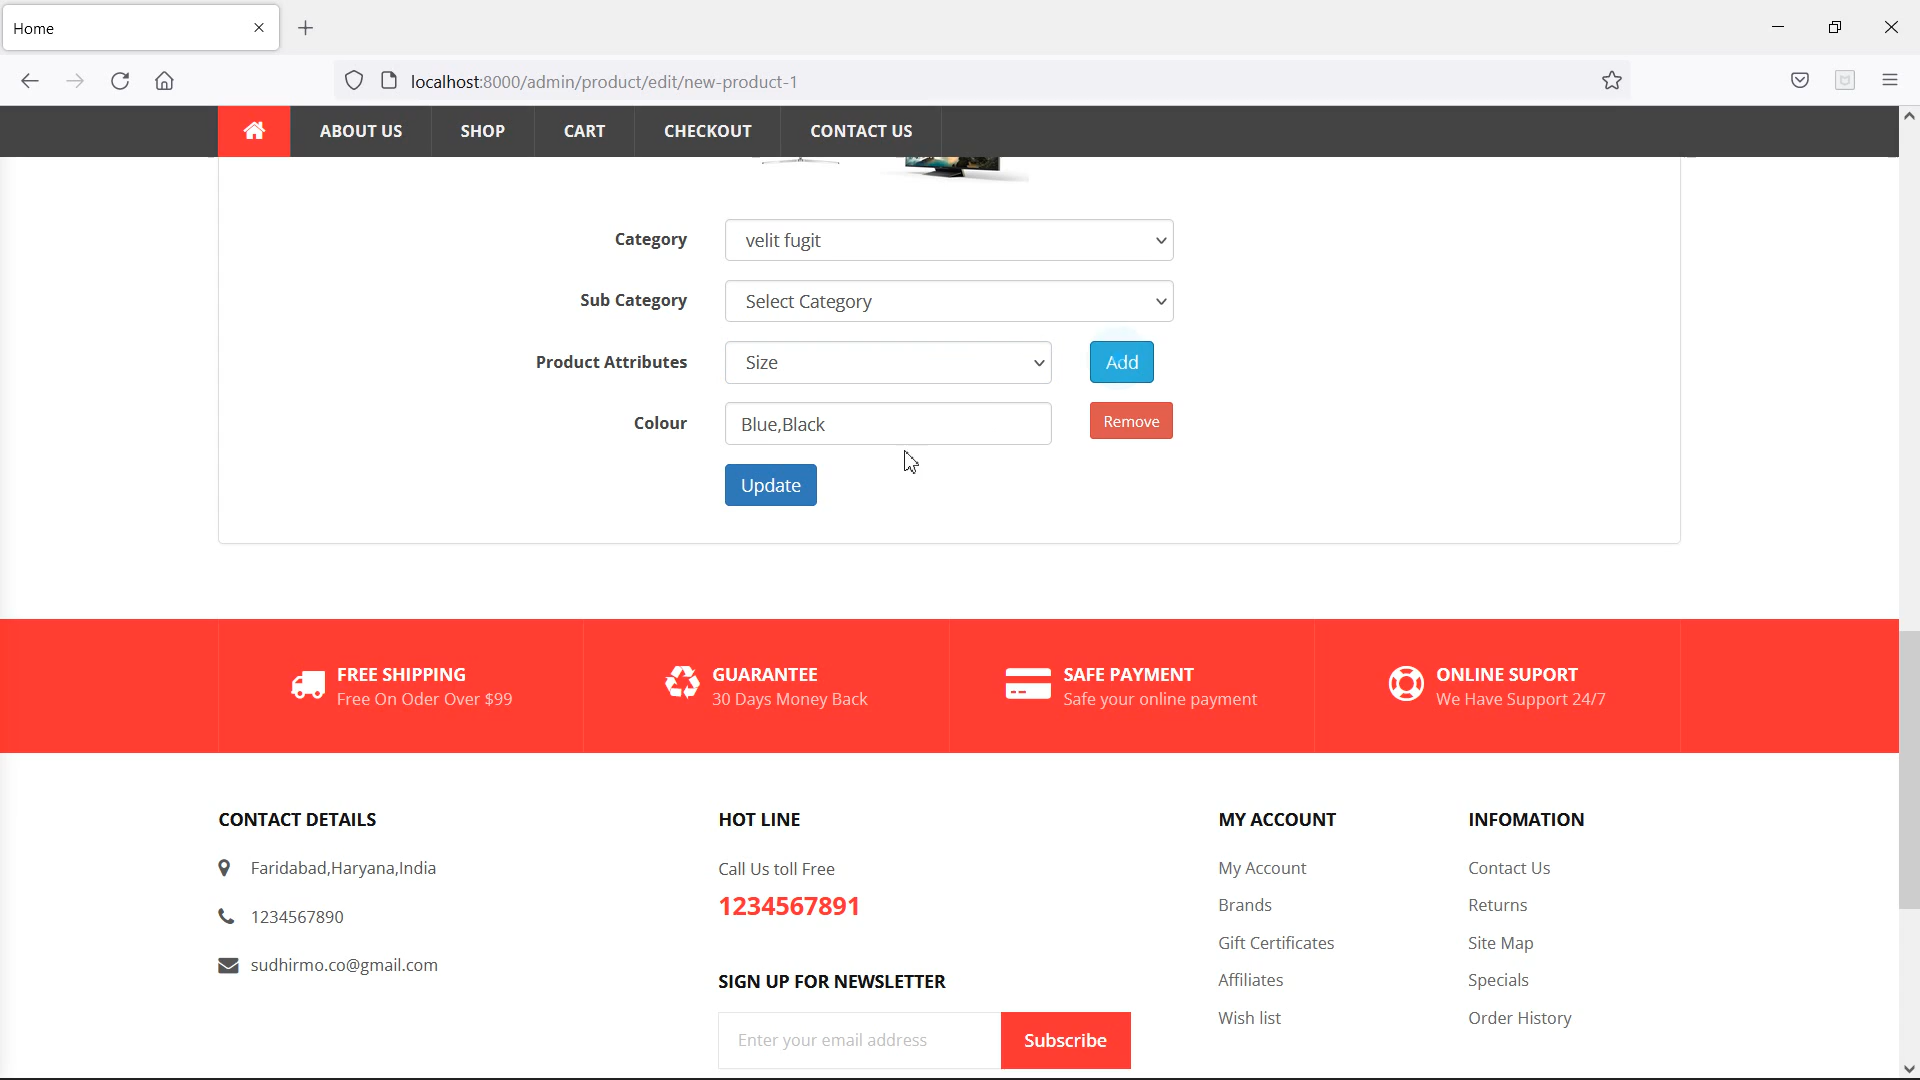 Home
localhost:8000/admin/product/edit/new-product-1
ABOUT US SHOP CART CHECKOUT CONTACT US
Category velit fugit
Sub Category Select Category
Product Attributes Size Add
Colour Blue,Black Remove
Update
FREE SHIPPING
Free On Oder Over $99
GUARANTEE
30 Days Money Back
SAFE PAYMENT
Safe your online payment
ONLINE SUPORT
We Have Support 24/7
CONTACT DETAILS
Faridabad,Haryana,India
1234567890
sudhirmo.co@gmail.com
HOT LINE
Call Us toll Free
1234567891
SIGN UP FOR NEWSLETTER
Enter your email address Subscribe
MY ACCOUNT
My Account
Brands
Gift Certificates
Affiliates
Wish list
INFOMATION
Contact Us
Returns
Site Map
Specials
Order History